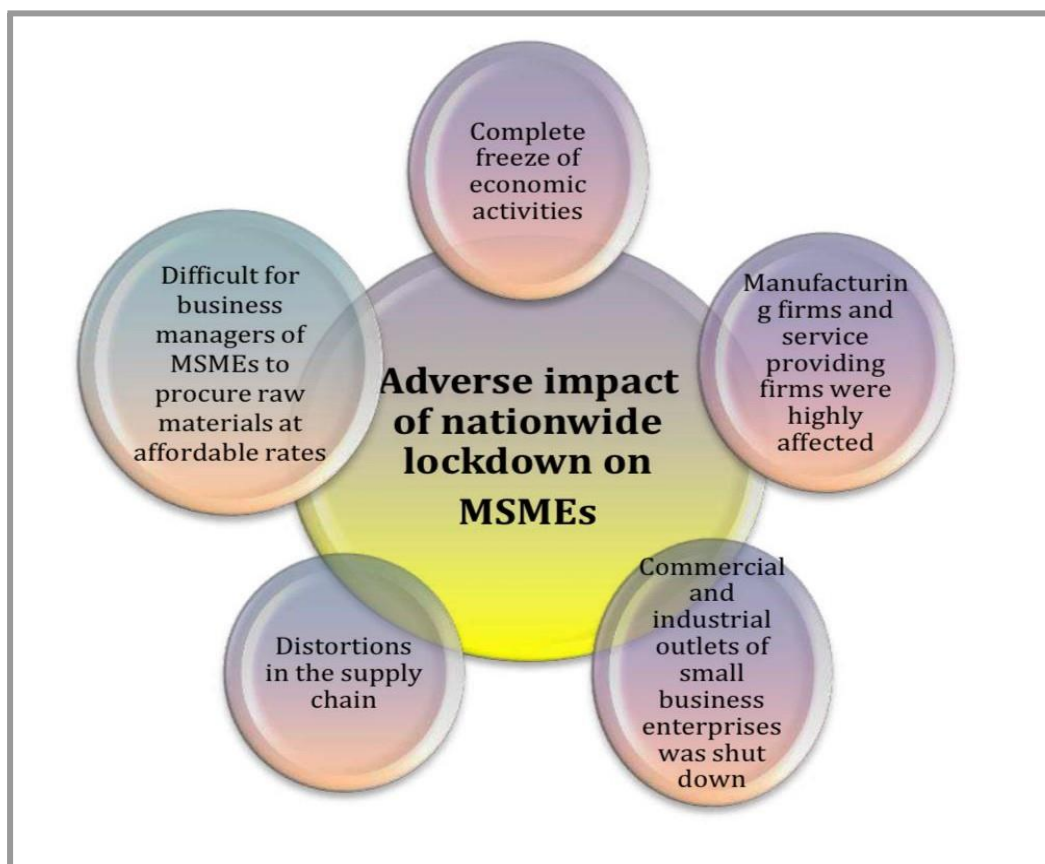 Complete
freeze of
economic
activities
Manufacturin
g firms and
service
providing
firms were
highly
affected
Commercial
and
industrial
outlets of
small
business
enterprises
was shut
down
Distortions
in the supply
chain
Difficult for
business
managers of
MSMEs to
procure raw
materials at
affordable rates
Adverse impact
of nationwide
lockdown on
MSMEs